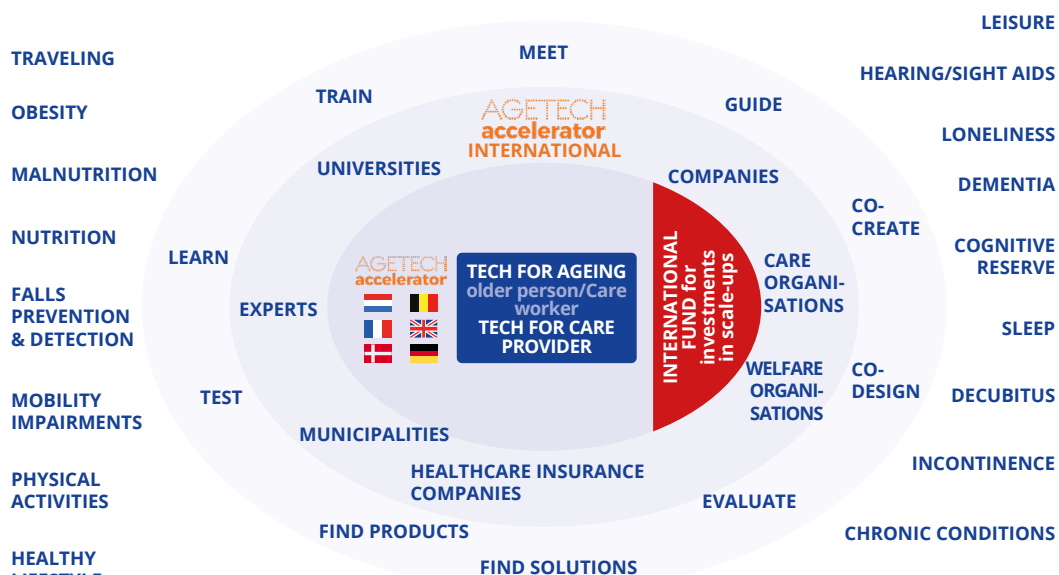 TRAVELING
OBESITY
MALNUTRITION
NUTRITION
FALLS
PREVENTION
& DETECTION
MOBILITY
IMPAIRMENTS
PHYSICAL
ACTIVITIES
HEALTHY
LIFESTYLE
MEET
TRAIN
GUIDE
LEARN
CO-
CREATE
TEST
CO-
DESIGN
EVALUATE
FIND PRODUCTS
FIND SOLUTIONS
AGETECH
accelerator
INTERNATIONAL
UNIVERSITIES
COMPANIES
EXPERTS
CARE
ORGANI-
SATIONS
WELFARE
ORGANI-
SATIONS
MUNICIPALITIES
HEALTHCARE INSURANCE
COMPANIES
AGETECH
accelerator
TECH FOR AGEING
older person/Care
worker
TECH FOR CARE
PROVIDER
INTERNATIONAL
FUND for
investments
in scale-ups
LEISURE
HEARING/SIGHT AIDS
LONELINESS
DEMENTIA
COGNITIVE
RESERVE
SLEEP
DECUBITUS
INCONTINENCE
CHRONIC CONDITIONS